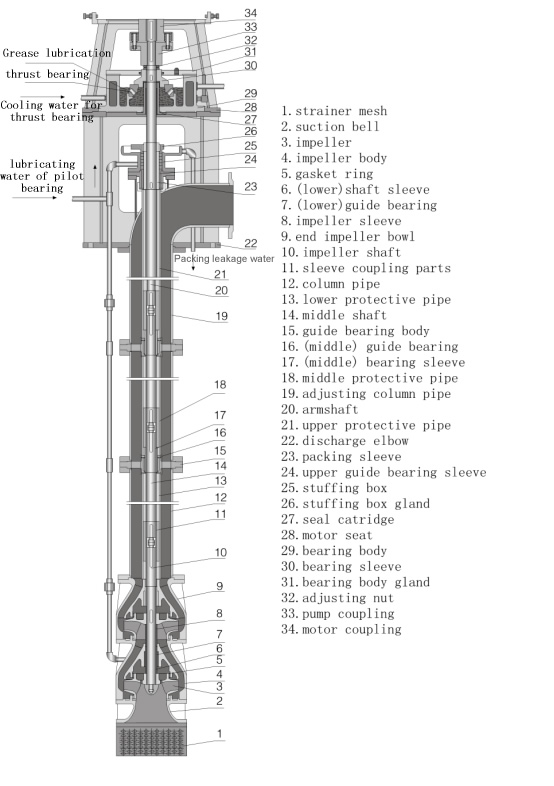 34
33
32
31
30
29
28
27
26
25
24
23
22
21
20
19
18
17
16
15
14
13
12
11
10
9
8
7
6
5
4
3
2
1
Grease lubrication
thrust bearing
Cooling water for
thrust bearing
lubricating
water of pilot
bearing
Packing leakage water
1. strainer mesh
2. suction bell
3. impeller
4. impeller body
5. gasket ring
6. (lower)shaft sleeve
7. (lower)guide bearing
8. impeller sleeve
9. end impeller bowl
10. impeller shaft
11. sleeve coupling parts
12. column pipe
13. lower protective pipe
14. middle shaft
15. guide bearing body
16. (middle) guide bearing
17. (middle) bearing sleeve
18. middle protective pipe
19. adjusting column pipe
20. armshaft
21. upper protective pipe
22. discharge elbow
23. packing sleeve
24. upper guide bearing sleeve
25. stuffing box
26. stuffing box gland
27. seal catridge
28. motor seat
29. bearing body
30. bearing sleeve
31. bearing body gland
32. adjusting nut
33. pump coupling
34. motor coupling